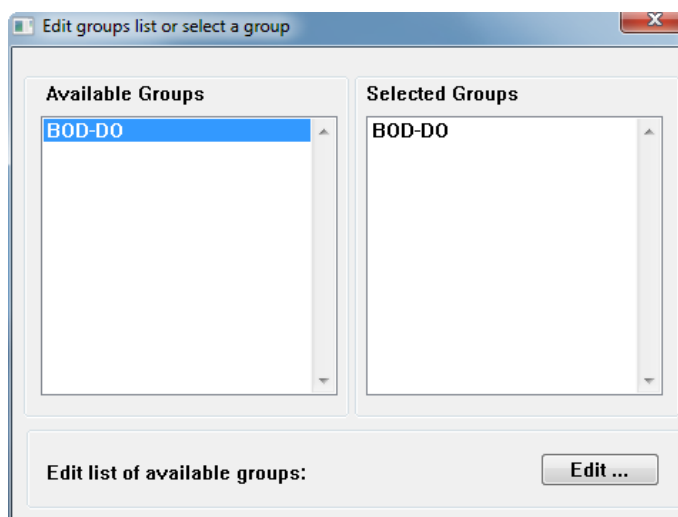 Edit groups list or select a group
Available Groups
Selected Groups
BOD-DO
BOD-DO
Edit list of available groups:
Edit ...